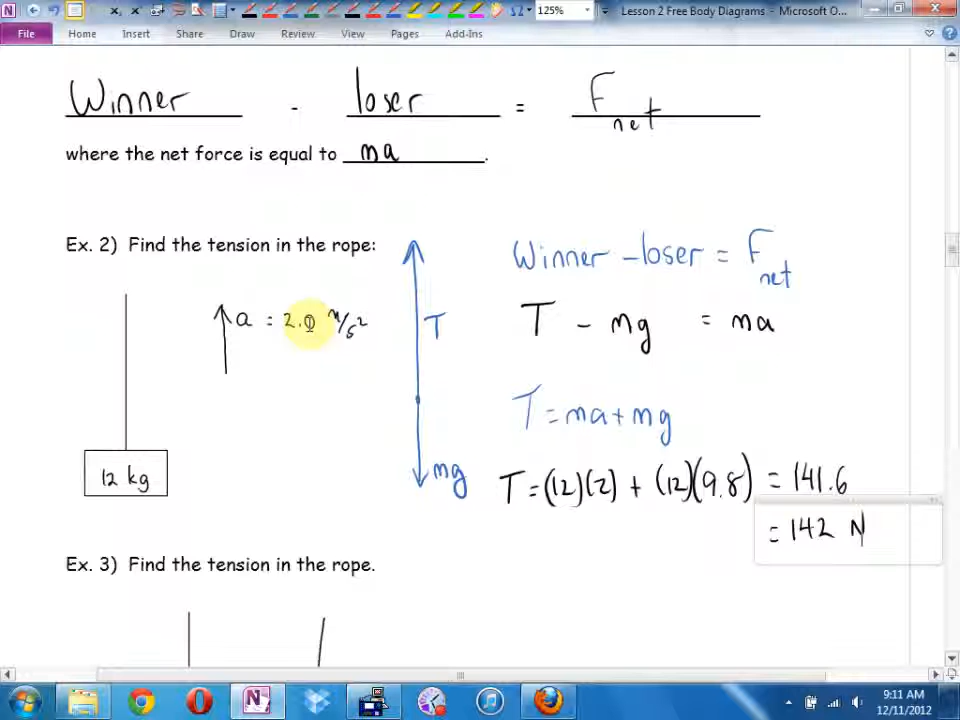 125% Lesson 2 Free Body Diagrams - Microsoft O...
File Home Insert Share Draw Review View Pages Add-Ins
Winner - loser = Fnet
where the net force is equal to ma.
Ex. 2) Find the tension in the rope:
Winner - loser = Fnet
a = 2.0 m/s2
T
T - mg = ma
T = ma + mg
12 kg
mg
T = (12)(2) + (12)(9.8) = 141.6
= 142 N
Ex. 3) Find the tension in the rope.
9:11 AM
12/11/2012